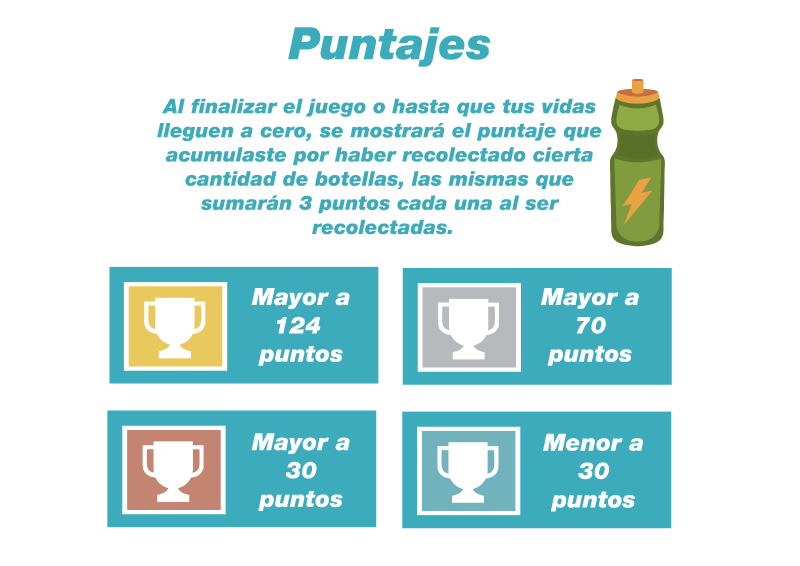 Puntajes
Al finalizar el juego o hasta que tus vidas
lleguen a cero, se mostrará el puntaje que
acumulaste por haber recolectado cierta
cantidad de botellas, las mismas que
sumarán 3 puntos cada una al ser
recolectadas.
Mayor a
124
puntos
Mayor a
70
puntos
Mayor a
30
puntos
Menor a
30
puntos